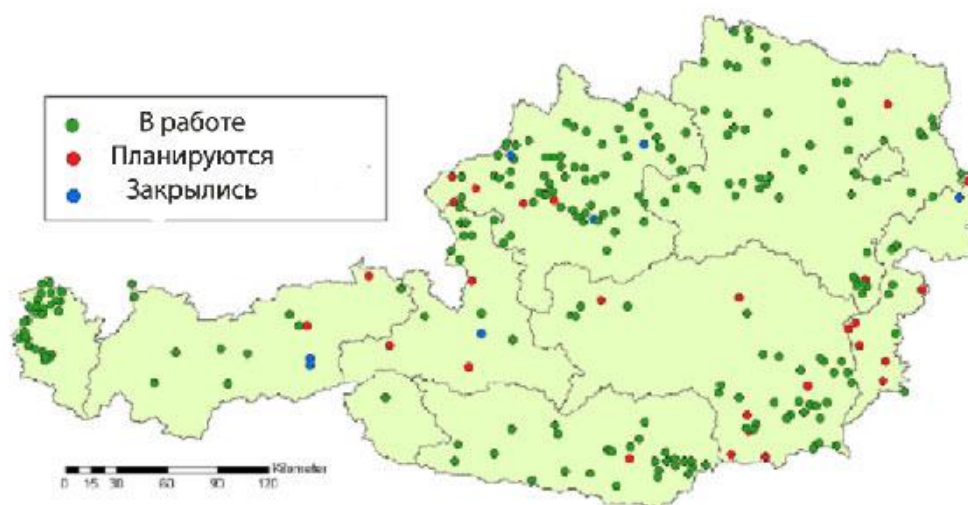 В работе
Планируются
Закрылись
Kilometer
0 15 30 60 90 120